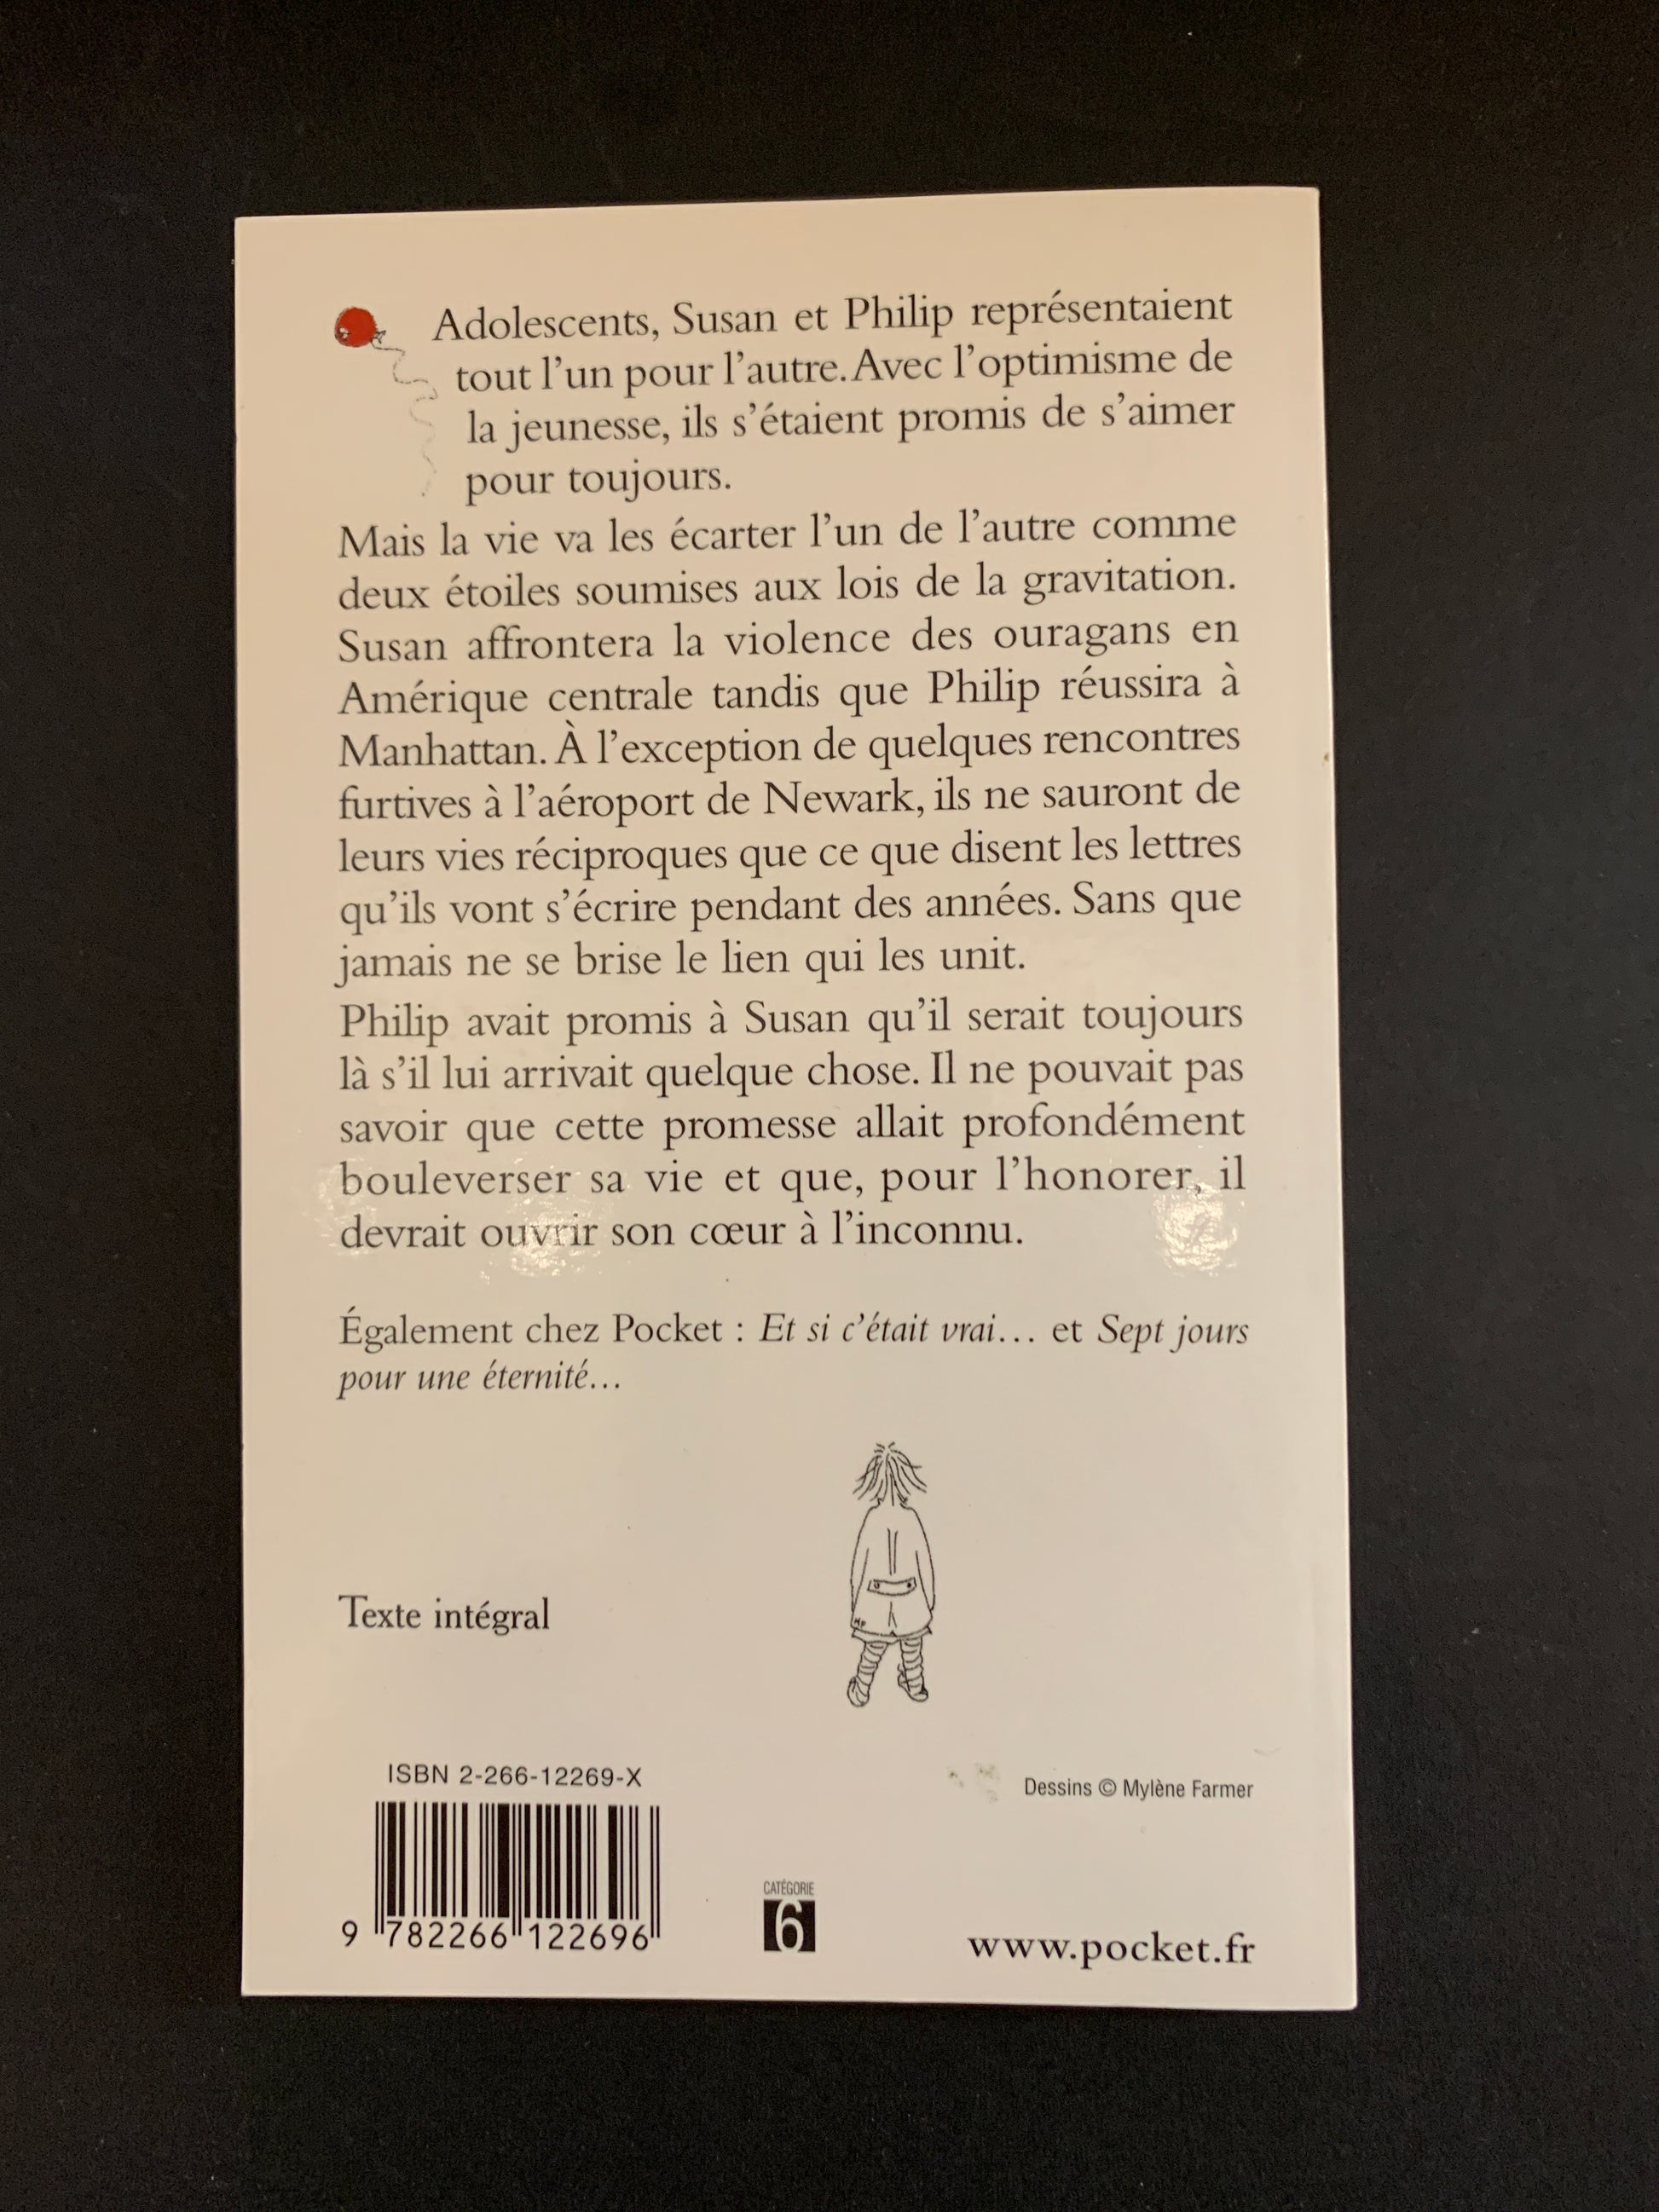 Adolescents, Susan et Philip représentaient
tout l'un pour l'autre. Avec l'optimisme de
la jeunesse, ils s'étaient promis de s'aimer
pour toujours.
Mais la vie va les écarter l'un de l'autre comme
deux étoiles soumises aux lois de la gravitation.
Susan affrontera la violence des ouragans en
Amérique centrale tandis que Philip réussira à
Manhattan. À l'exception de quelques rencontres
furtives à l'aéroport de Newark, ils ne sauront de
leurs vies réciproques que ce que disent les lettres
qu'ils vont s'écrire pendant des années. Sans que
jamais ne se brise le lien qui les unit.
Philip avait promis à Susan qu'il serait toujours
là s'il lui arrivait quelque chose. Il ne pouvait pas
savoir que cette promesse allait profondément
bouleverser sa vie et que, pour l'honorer, il
devrait ouvrir son cœur à l'inconnu.
Également chez Pocket : Et si c'était vrai... et Sept jours
pour une éternité...
Texte intégral
ISBN 2-266-12269-X
9 782266 122696
CATÉGORIE
6
Dessins © Mylène Farmer
www.pocket.fr